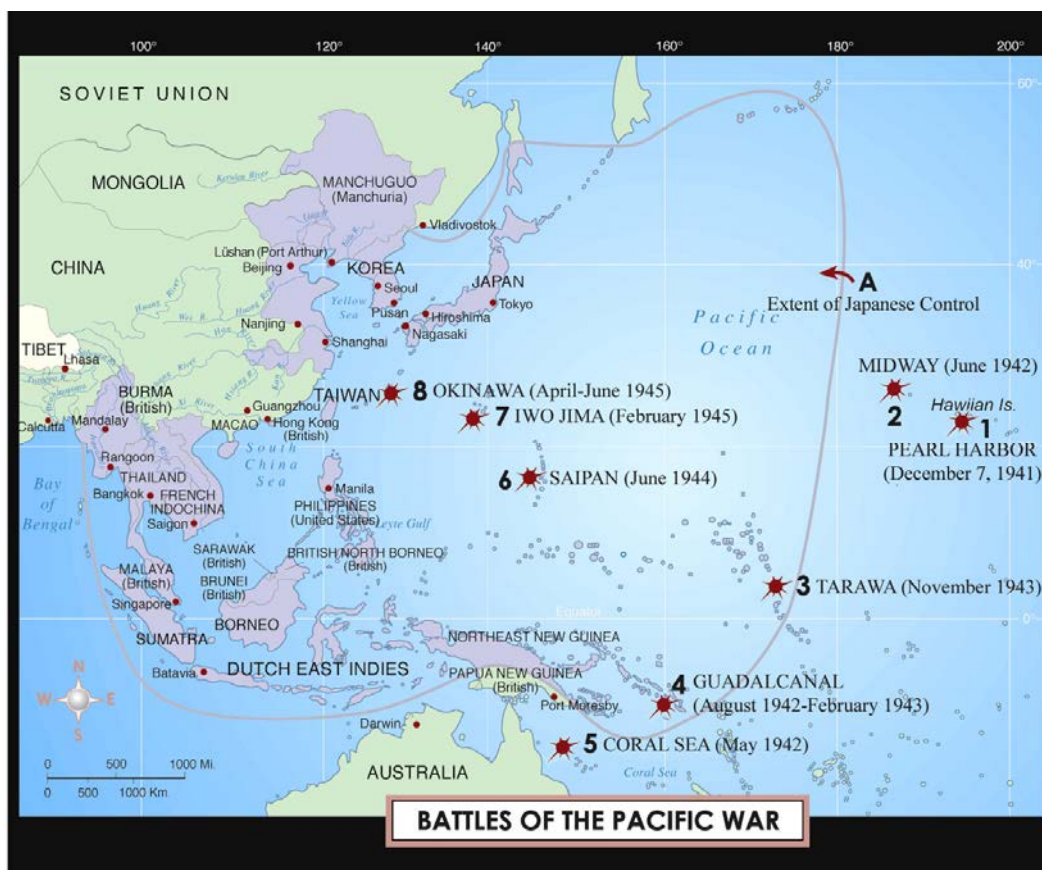 100°
120°
140°
160°
180°
200°
60°
SOVIET UNION
MONGOLIA
MANCHUGUO
(Manchuria)
Vladivostok
Lüshan (Port Arthur)
Beijing
CHINA
KOREA
Seoul
Pusan
JAPAN
Tokyo
Hiroshima
Nagasaki
Yellow
Sea
40°
A
Extent of Japanese Control
Pacific
Ocean
Nanjing
Shanghai
TIBET
Lhasa
MIDWAY (June 1942)
2
Hawjian Is.
1
PEARL HARBOR
(December 7, 1941)
BURMA
(British)
TAIWAN
8 OKINAWA (April-June 1945)
7 IWO JIMA (February 1945)
Calcutta
Mandalay
Guangzhou
MACAO
Hong Kong
(British)
Rangoon
South
China
Sea
6 SAIPAN (June 1944)
Bay
of
Bengal
THAILAND
Bangkok
FRENCH
INDOCHINA
Saigon
Manila
PHILIPPINES
(United States)
Leyte Gulf
SARAWAK
(British)
BRITISH NORTH BORNEO
(British)
MALAYA
(British)
BRUNEI
(British)
Singapore
3 TARAWA (November 1943)
Equator
0°
SUMATRA
BORNEO
NORTHEAST NEW GUINEA
Batavia
DUTCH EAST INDIES
PAPUA NEW GUINEA
(British)
Port Moresby
4 GUADALCANAL
(August 1942-February 1943)
N
W
E
S
Darwin
5 CORAL SEA (May 1942)
Coral Sea
AUSTRALIA
0 500 1000 Mi.
0 500 1000 Km.
BATTLES OF THE PACIFIC WAR